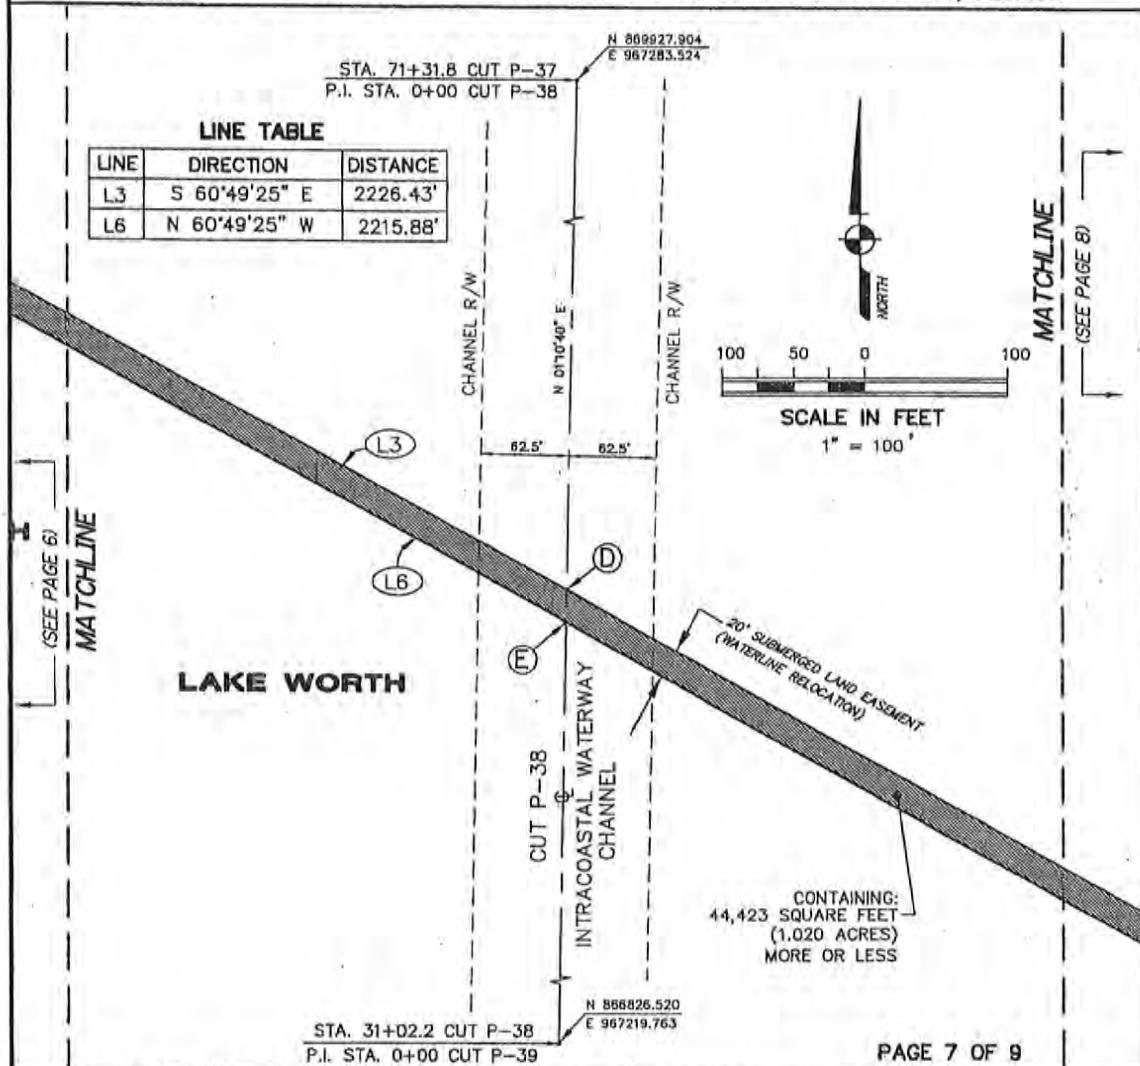 N 869927.904
E 967283.524
STA. 71+31.8 CUT P-37
P.I. STA. 0+00 CUT P-38
LINE TABLE
LINE DIRECTION DISTANCE
L3 S 60°49'25" E 2226.43'
L6 N 60°49'25" W 2215.88'
CHANNEL R/W
N 01°10'40" E
CHANNEL R/W
NORTH
MATCHLINE
(SEE PAGE 8)
100 50 0 100
SCALE IN FEET
1" = 100'
62.5' 62.5'
L3
L6
D
E
(SEE PAGE 6)
MATCHLINE
LAKE WORTH
20' SUBMERGED LAND EASEMENT
(WATERLINE RELOCATION)
CUT P-38
INTRACOASTAL WATERWAY
CHANNEL
CONTAINING:
44,423 SQUARE FEET
(1.020 ACRES)
MORE OR LESS
N 866826.520
E 967219.763
STA. 31+02.2 CUT P-38
P.I. STA. 0+00 CUT P-39
PAGE 7 OF 9